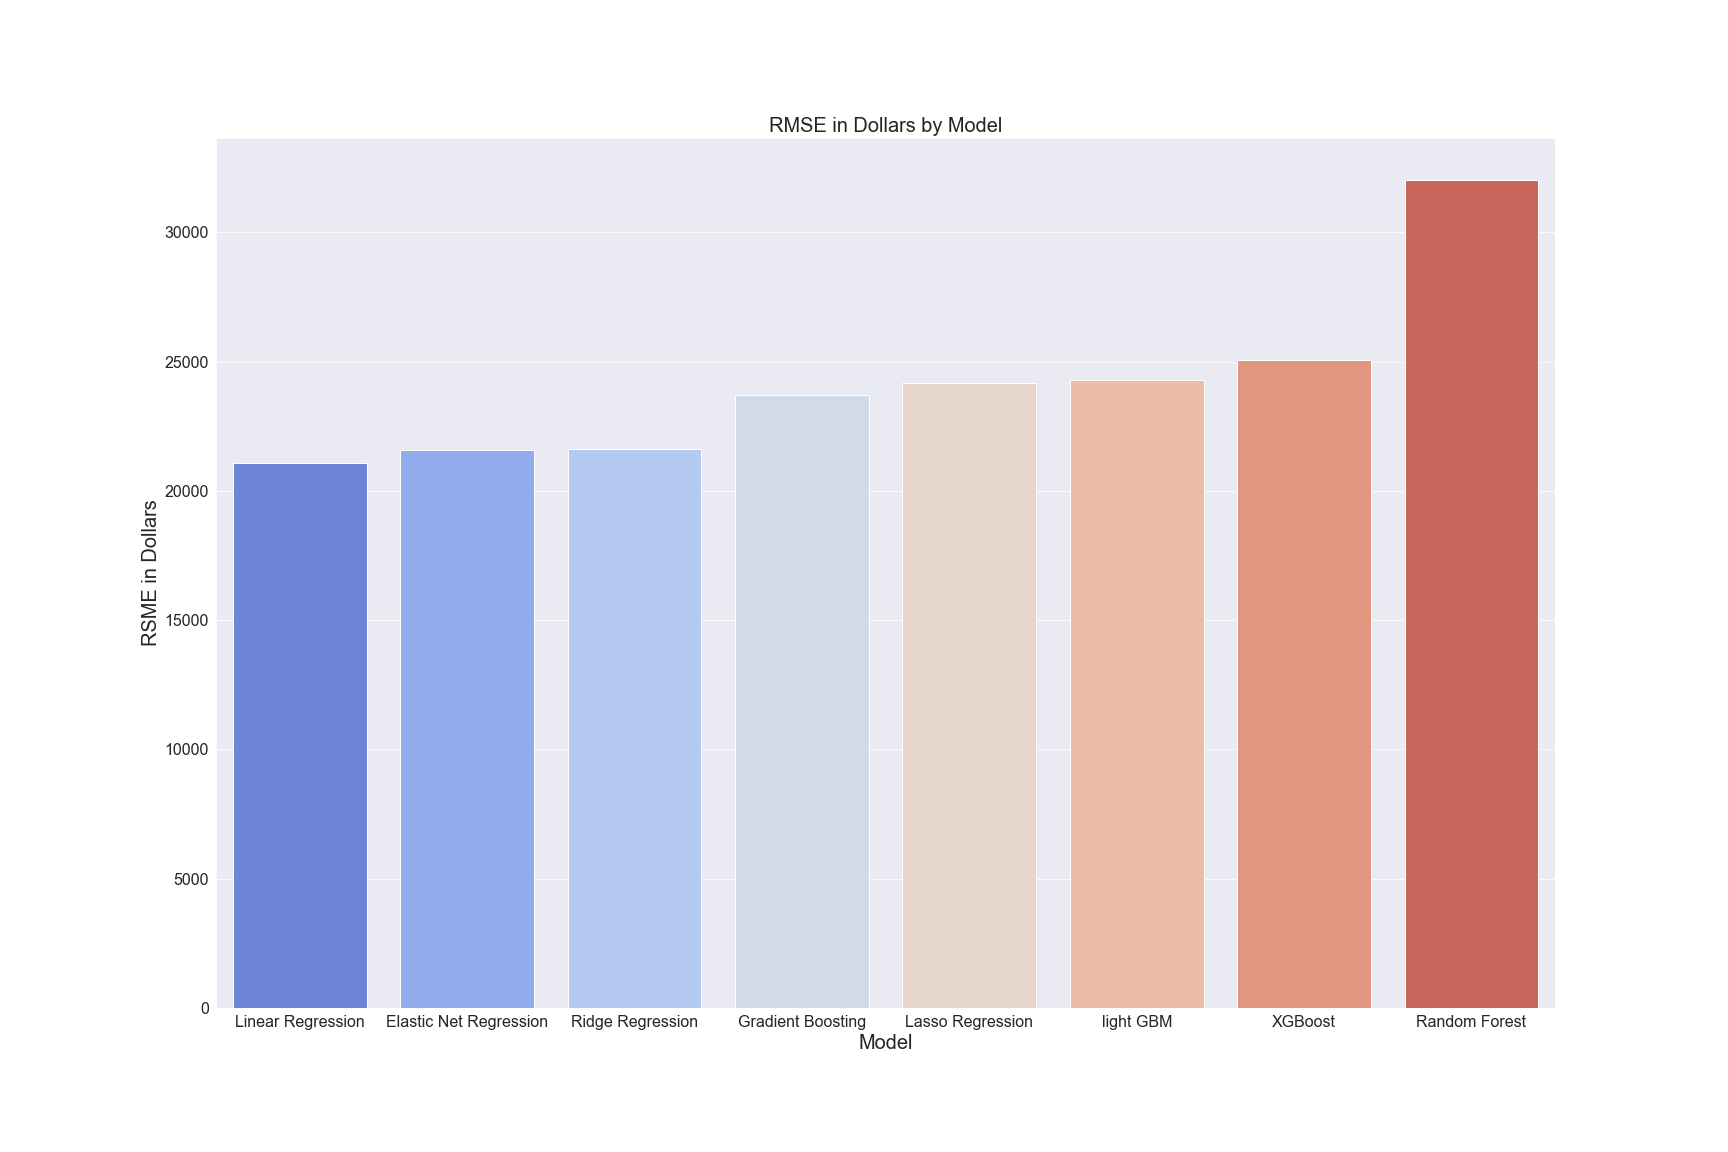 RMSE in Dollars by Model
RSME in Dollars
30000
25000
20000
15000
10000
5000
0
Linear Regression
Elastic Net Regression
Ridge Regression
Gradient Boosting
Lasso Regression
light GBM
XGBoost
Random Forest
Model